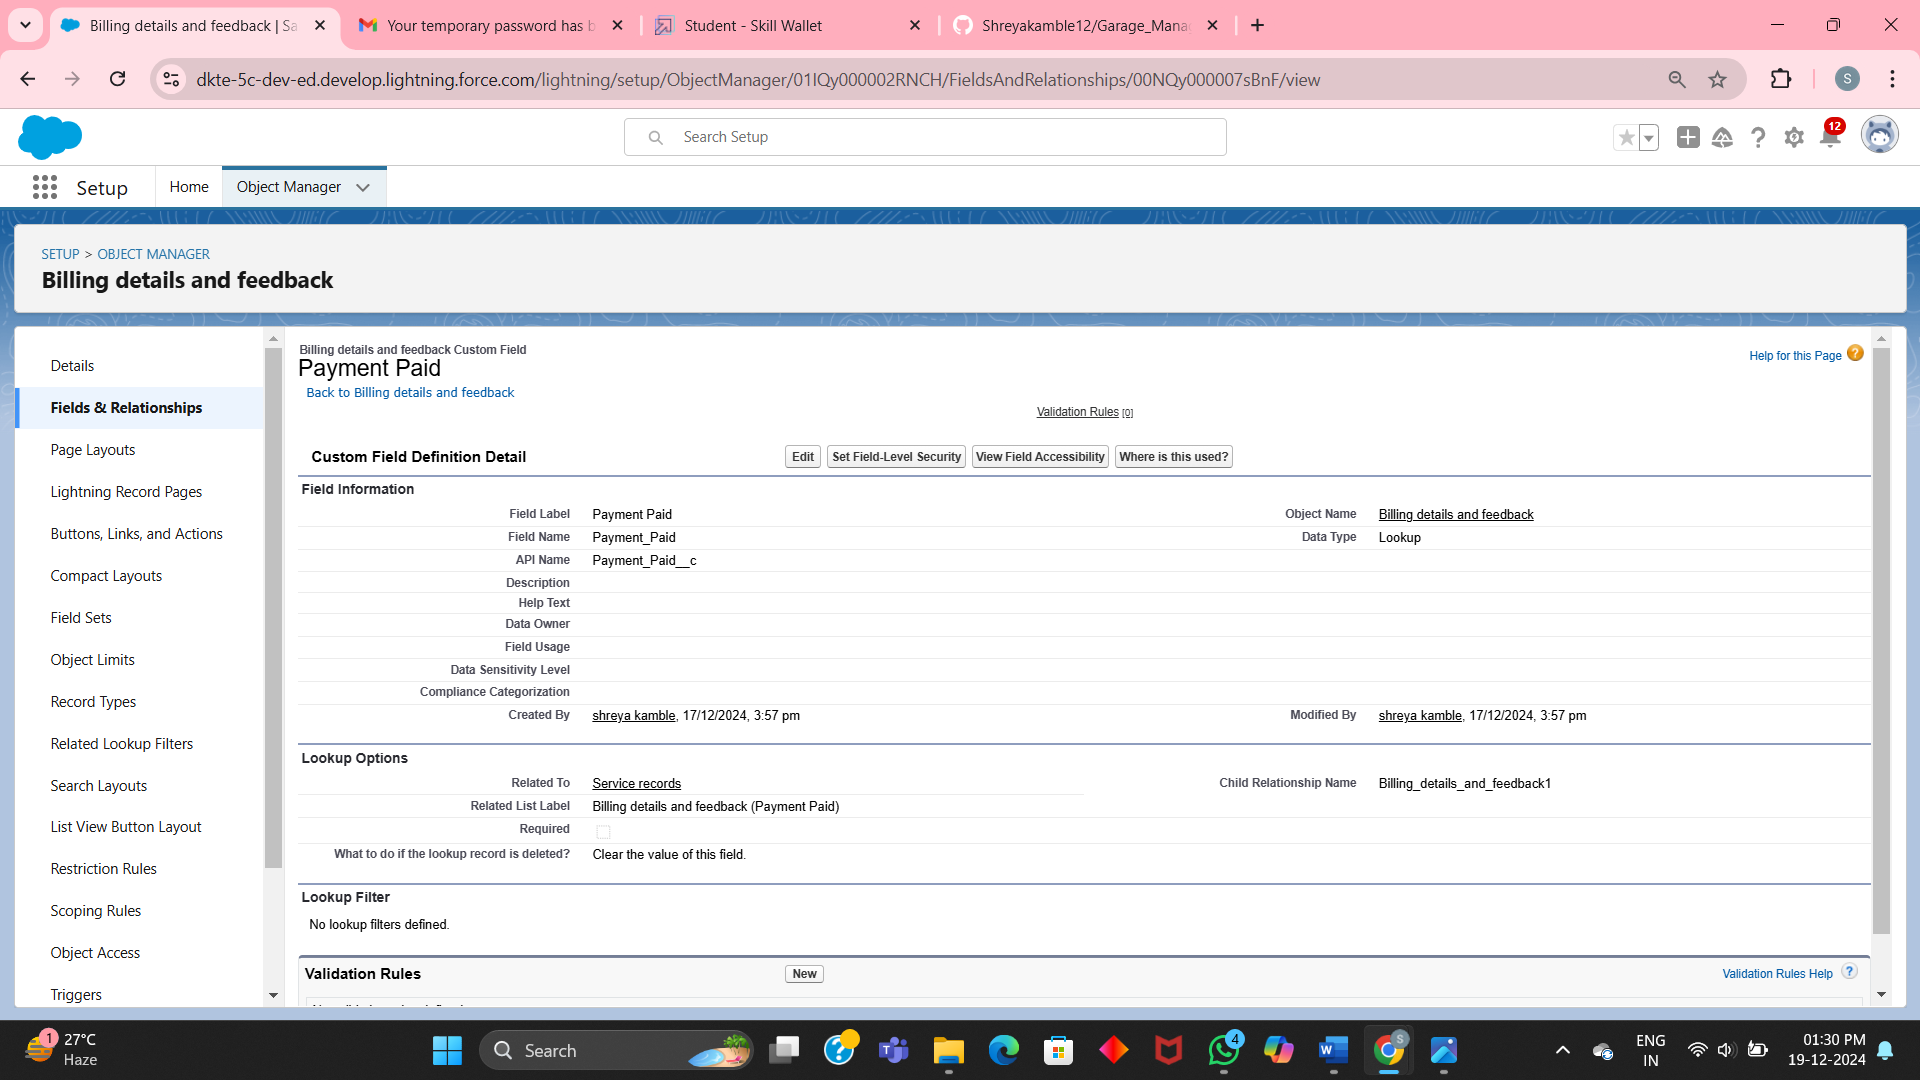 Billing details and feedback | Sa
Your temporary password has b
Student - Skill Wallet
Shreyakamble12/Garage_Mana
dkte-5c-dev-ed.develop.lightning.force.com/lightning/setup/ObjectManager/01IQy000002RNCH/FieldsAndRelationships/00NQy000007sBnF/view
S
Search Setup
12
Setup
Home
Object Manager
SETUP > OBJECT MANAGER
Billing details and feedback
Details
Fields & Relationships
Page Layouts
Lightning Record Pages
Buttons, Links, and Actions
Compact Layouts
Field Sets
Object Limits
Record Types
Related Lookup Filters
Search Layouts
List View Button Layout
Restriction Rules
Scoping Rules
Object Access
Triggers
Billing details and feedback Custom Field
Payment Paid
Back to Billing details and feedback
Help for this Page
Validation Rules [0]
Custom Field Definition Detail
Edit
Set Field-Level Security
View Field Accessibility
Where is this used?
Field Information
Field Label Payment Paid Object Name Billing details and feedback
Field Name Payment_Paid Data Type Lookup
API Name Payment_Paid__c
Description
Help Text
Data Owner
Field Usage
Data Sensitivity Level
Compliance Categorization
Created By shreya kamble, 17/12/2024, 3:57 pm Modified By shreya kamble, 17/12/2024, 3:57 pm
Lookup Options
Related To Service records Child Relationship Name Billing_details_and_feedback1
Related List Label Billing details and feedback (Payment Paid)
Required
What to do if the lookup record is deleted? Clear the value of this field.
Lookup Filter
No lookup filters defined.
Validation Rules
New
Validation Rules Help
1
27°C
Haze
Search
4
S
ENG
IN
01:30 PM
19-12-2024